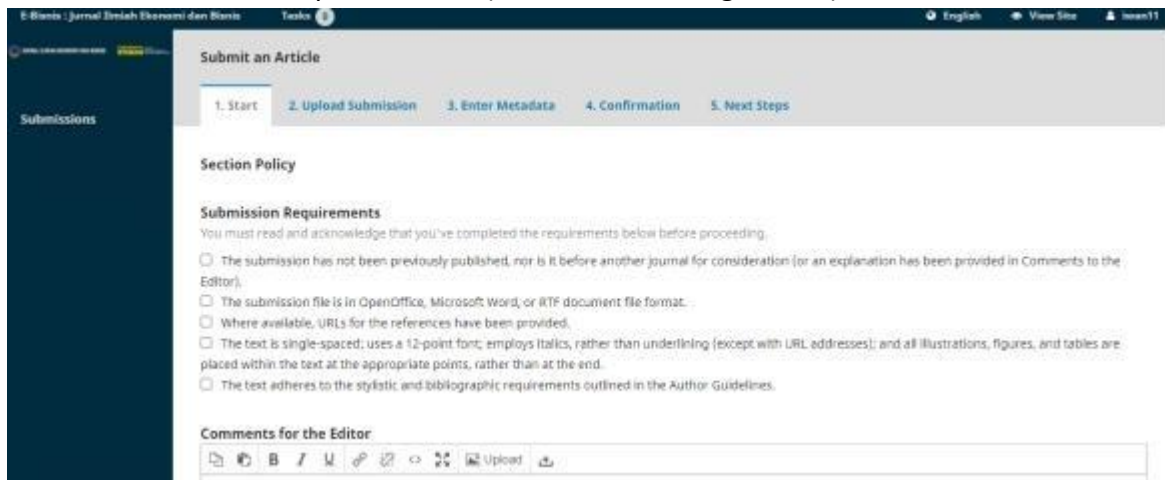 E-Bisnis : Jurnal Ilmiah Ekonomi dan Bisnis
Tasks 0
English
View Site
iwan11
Submit an Article
1. Start
2. Upload Submission
3. Enter Metadata
4. Confirmation
5. Next Steps
Submissions
Section Policy
Submission Requirements
You must read and acknowledge that you've completed the requirements below before proceeding.
The submission has not been previously published, nor is it before another journal for consideration (or an explanation has been provided in Comments to the
Editor).
The submission file is in OpenOffice, Microsoft Word, or RTF document file format.
Where available, URLs for the references have been provided.
The text is single-spaced; uses a 12-point font; employs italics, rather than underlining (except with URL addresses); and all illustrations, figures, and tables are
placed within the text at the appropriate points, rather than at the end.
The text adheres to the stylistic and bibliographic requirements outlined in the Author Guidelines.
Comments for the Editor
B I U Upload